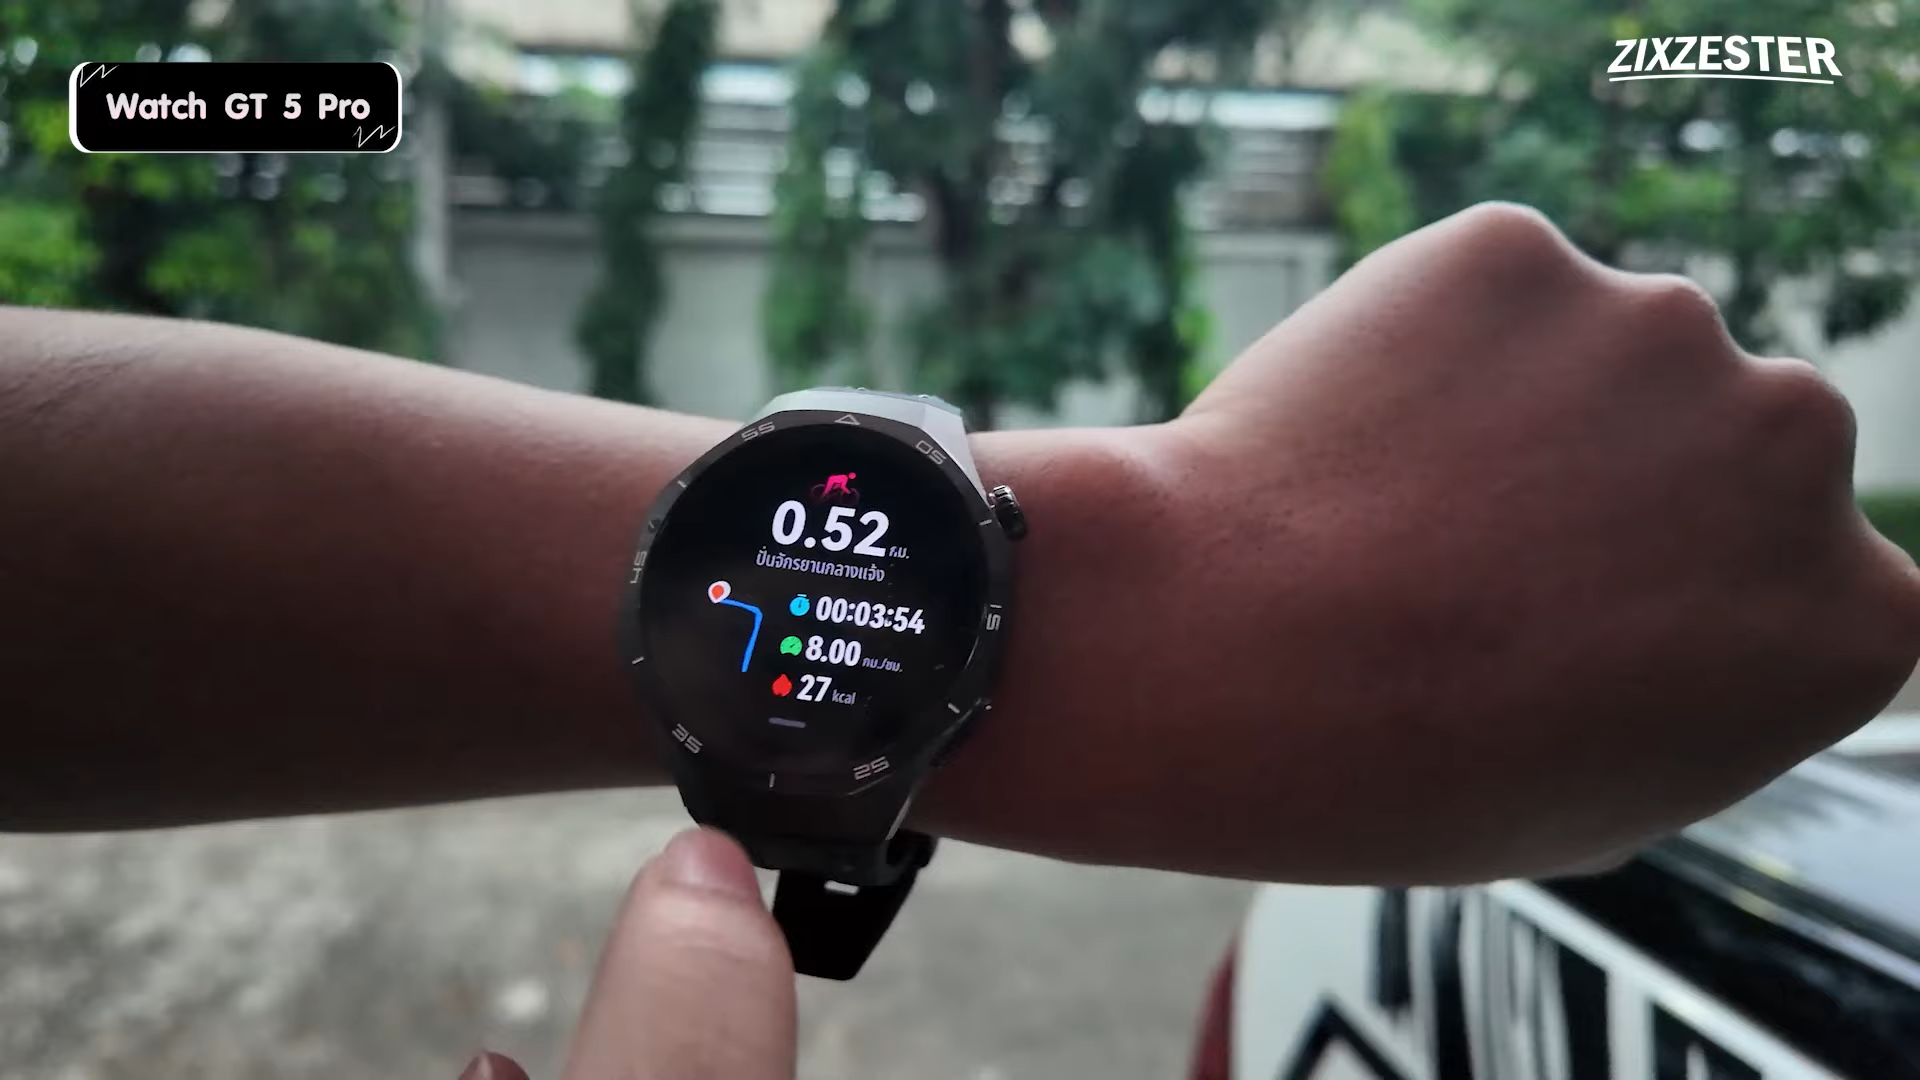 Watch GT 5 Pro
ZIXZESTER
55
05
0.52 กม.
ปั่นจักรยานกลางแจ้ง
45
00:03:54
15
8.00 กม./ชม.
27 kcal
35
25